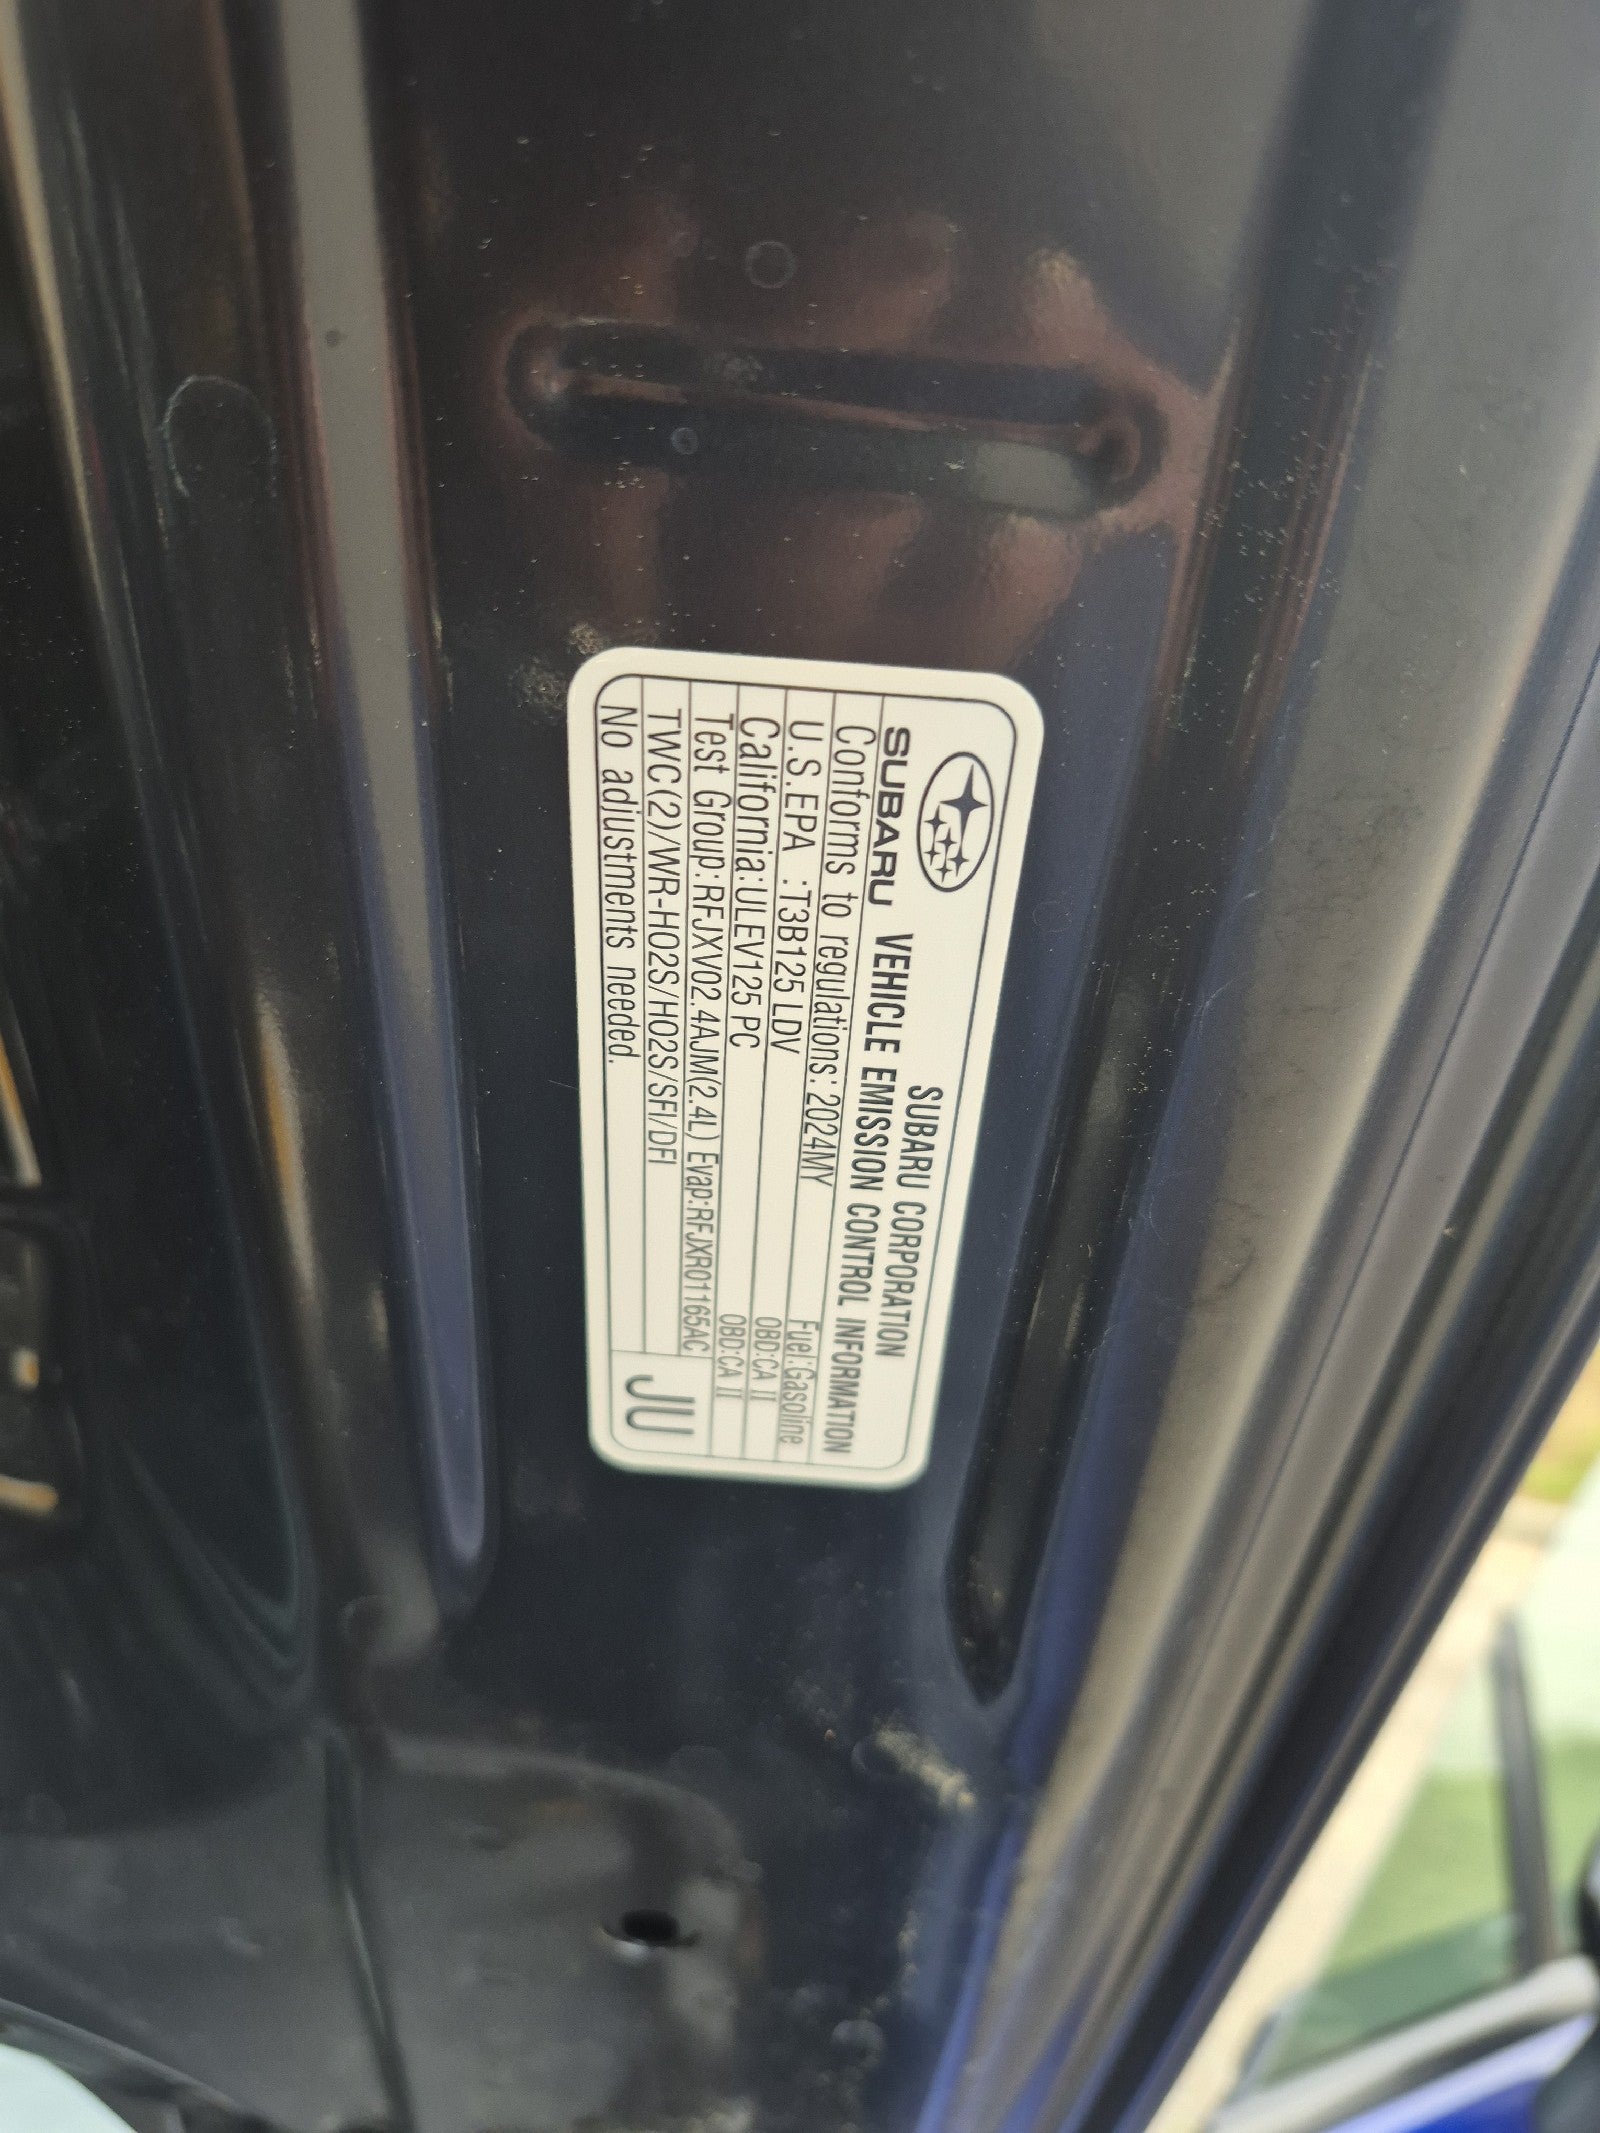 SUBARU CORPORATION
SUBARU VEHICLE EMISSION CONTROL INFORMATION
Conforms to regulations: 2024MY Fuel:Gasoline
U.S.EPA :T3B125 LDV OBD:CA II
California:ULEV125 PC OBD:CA II
Test Group:RFJXV02.4AJM(2.4L) Evap:RFJXR01165AC
TWC(2)/WR-HO2S/HO2S/SFI/DFI
No adjustments needed.
JU